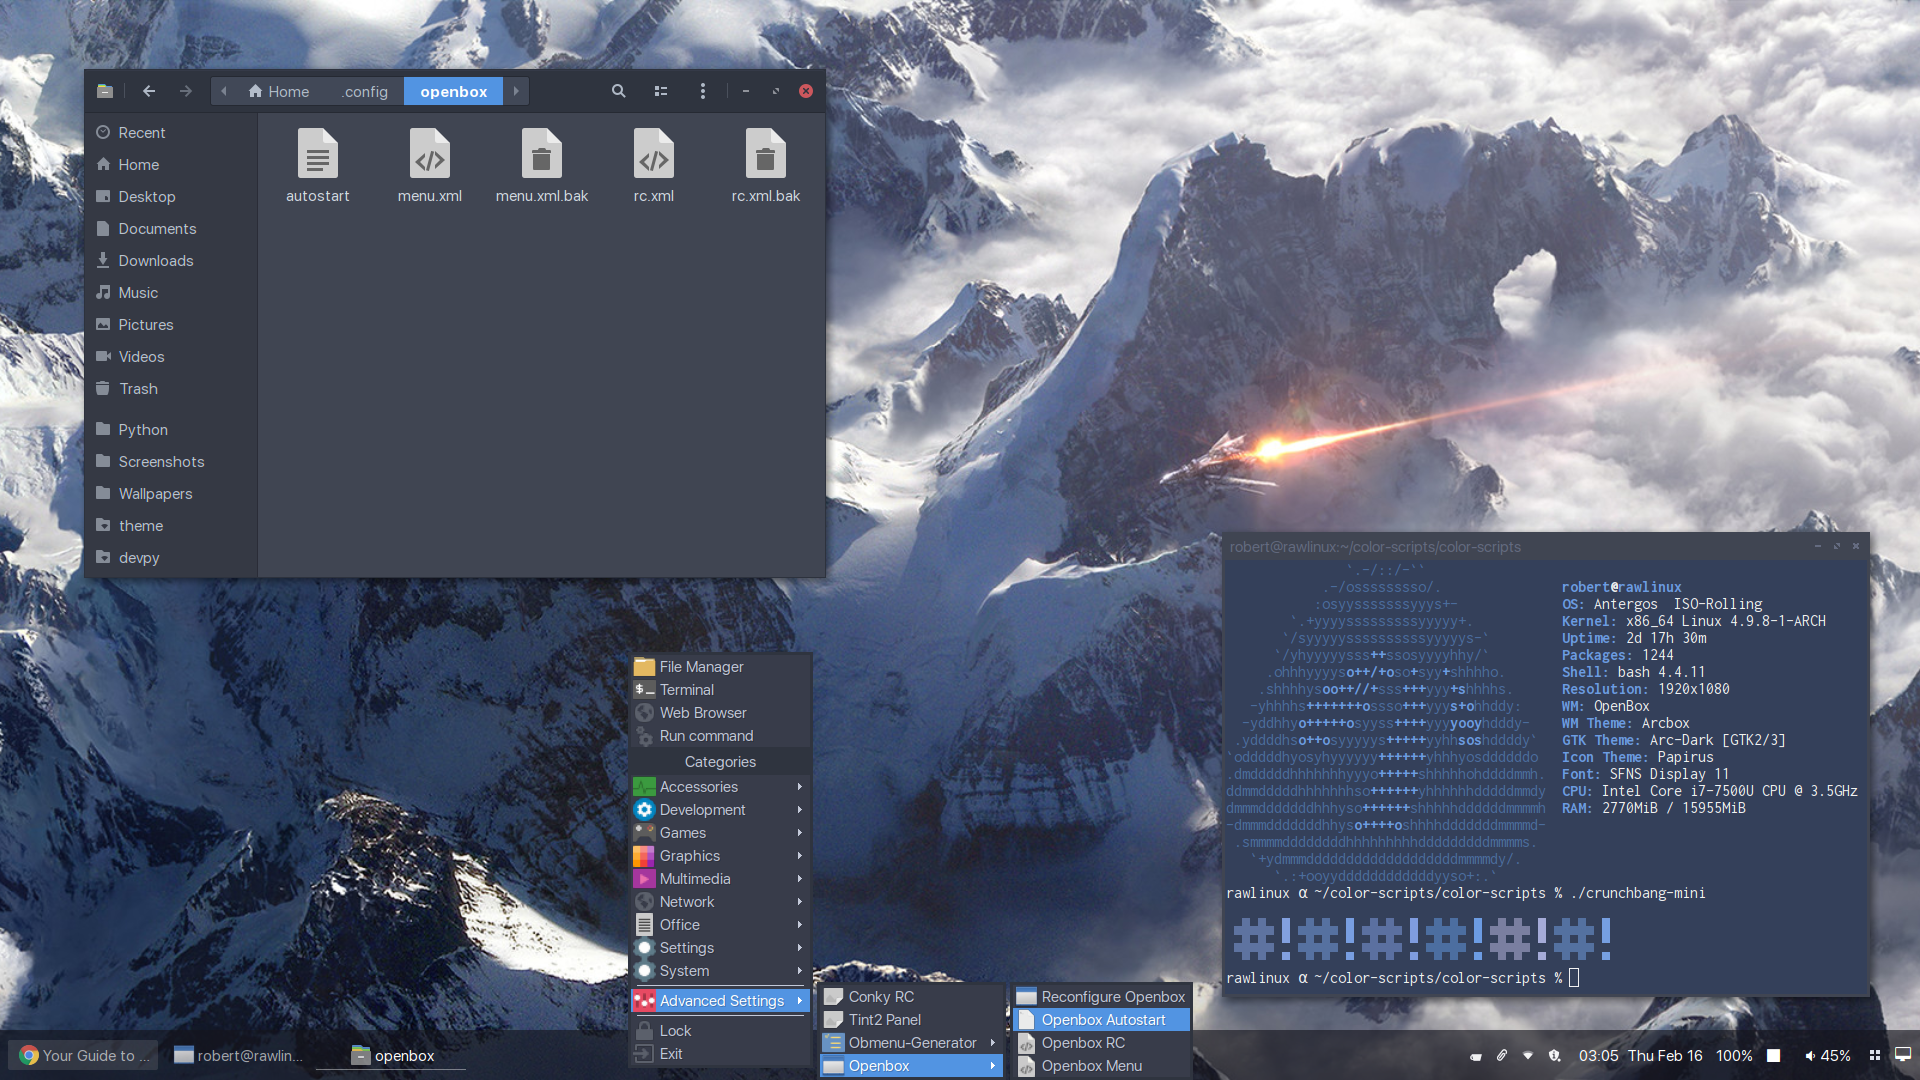 Home .config openbox
Recent
Home
Desktop
Documents
Downloads
Music
Pictures
Videos
Trash
Python
Screenshots
Wallpapers
theme
devpy
autostart menu.xml menu.xml.bak rc.xml rc.xml.bak
File Manager
Terminal
Web Browser
Run command
Categories
Accessories
Development
Games
Graphics
Multimedia
Network
Office
Settings
System
Advanced Settings
Lock
Exit
Conky RC
Tint2 Panel
Obmenu-Generator
Openbox
Reconfigure Openbox
Openbox Autostart
Openbox RC
Openbox Menu
robert@rawlinux:~/color-scripts/color-scripts
robert@rawlinux
OS: Antergos  ISO-Rolling
Kernel: x86_64 Linux 4.9.8-1-ARCH
Uptime: 2d 17h 30m
Packages: 1244
Shell: bash 4.4.11
Resolution: 1920x1080
WM: OpenBox
WM Theme: Arcbox
GTK Theme: Arc-Dark [GTK2/3]
Icon Theme: Papirus
Font: SFNS Display 11
CPU: Intel Core i7-7500U CPU @ 3.5GHz
RAM: 2770MiB / 15955MiB
rawlinux α ~/color-scripts/color-scripts % ./crunchbang-mini
#! #! #! #! #! #!
rawlinux α ~/color-scripts/color-scripts %
Your Guide to ... robert@rawlin... openbox 03:05 Thu Feb 16 100% 45%